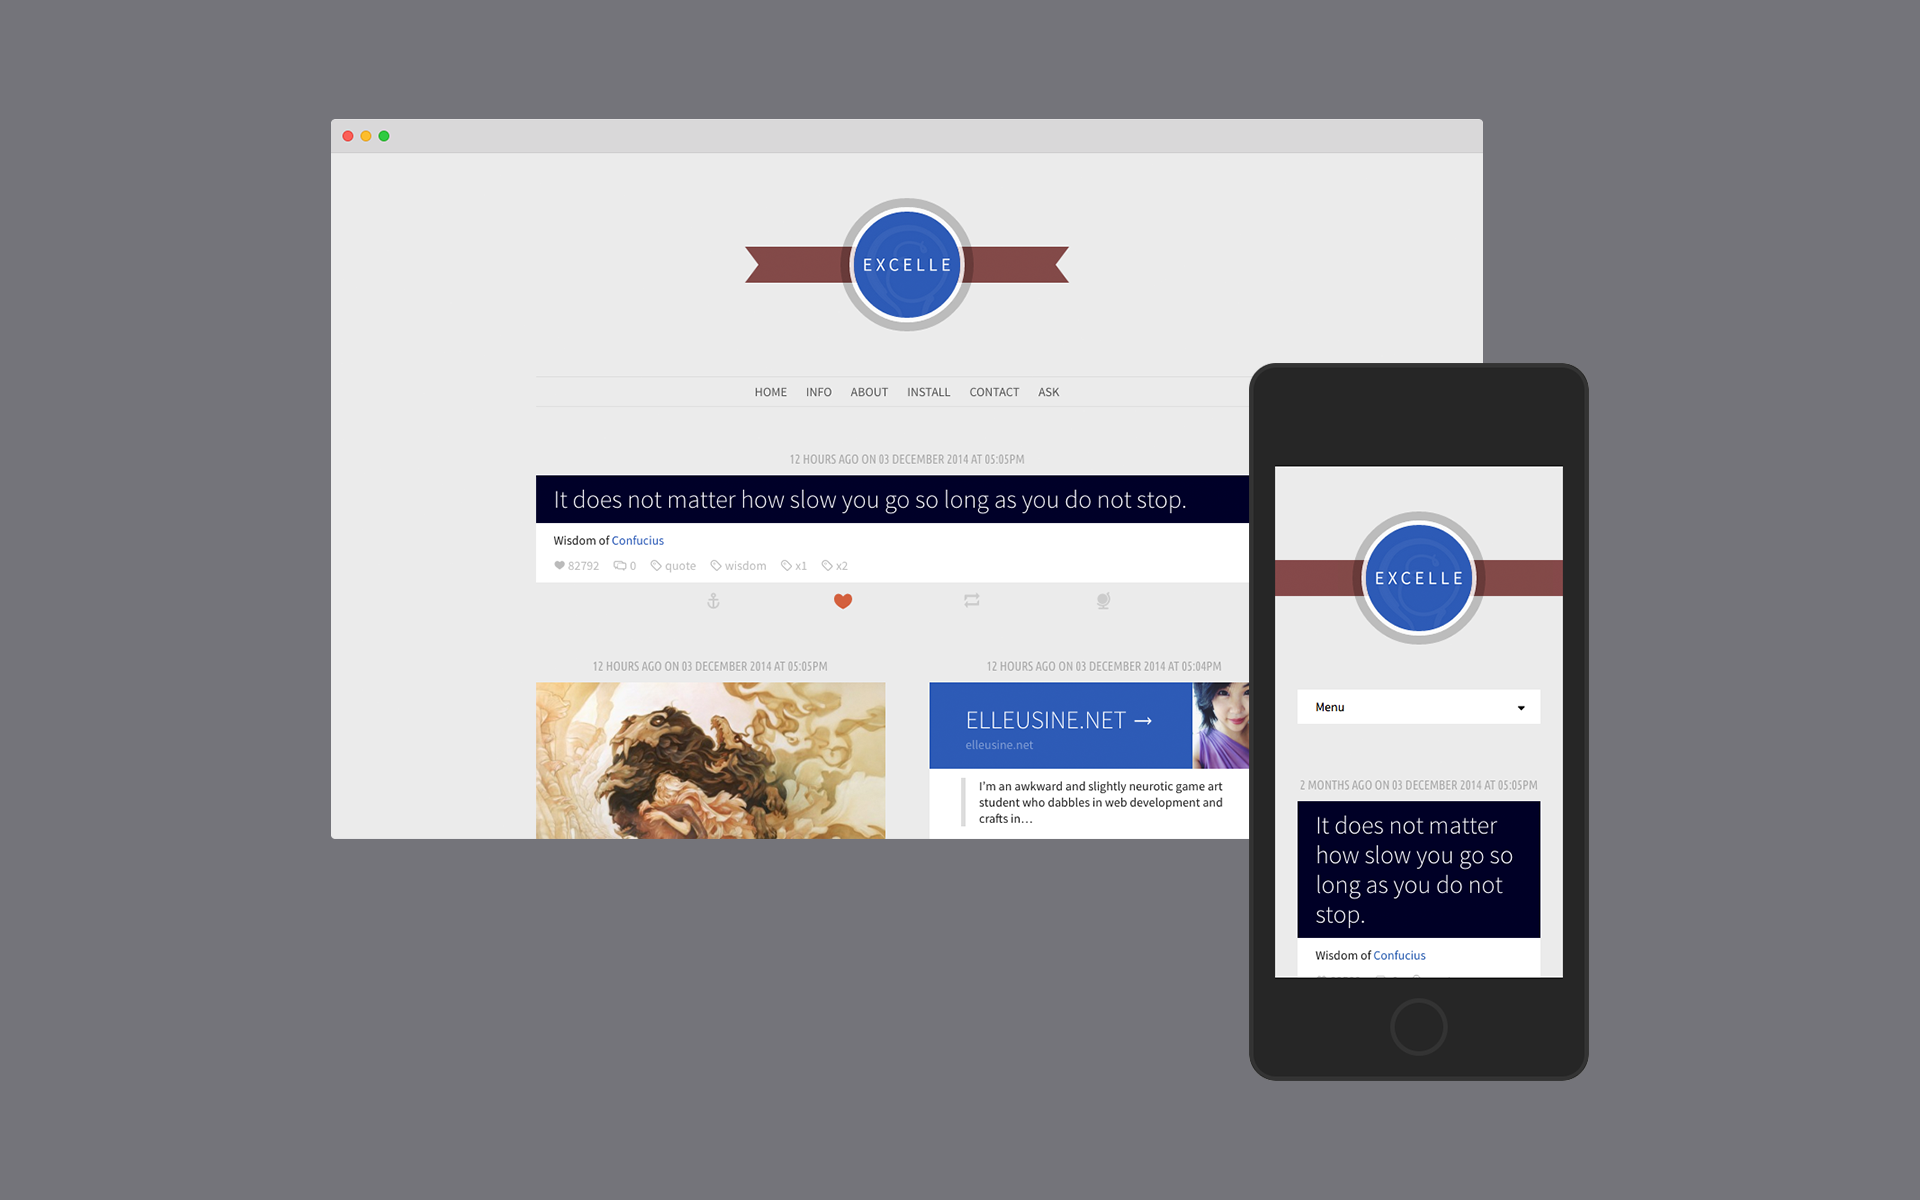 EXCELLE
HOME INFO ABOUT INSTALL CONTACT ASK
12 HOURS AGO ON 03 DECEMBER 2014 AT 05:05PM
It does not matter how slow you go so long as you do not stop.
Wisdom of Confucius
82792 0 quote wisdom x1 x2
12 HOURS AGO ON 03 DECEMBER 2014 AT 05:05PM
12 HOURS AGO ON 03 DECEMBER 2014 AT 05:04PM
ELLEUSINE.NET →
elleusine.net
I'm an awkward and slightly neurotic game art
student who dabbles in web development and
crafts in…
EXCELLE
Menu
2 MONTHS AGO ON 03 DECEMBER 2014 AT 05:05PM
It does not matter
how slow you go so
long as you do not
stop.
Wisdom of Confucius